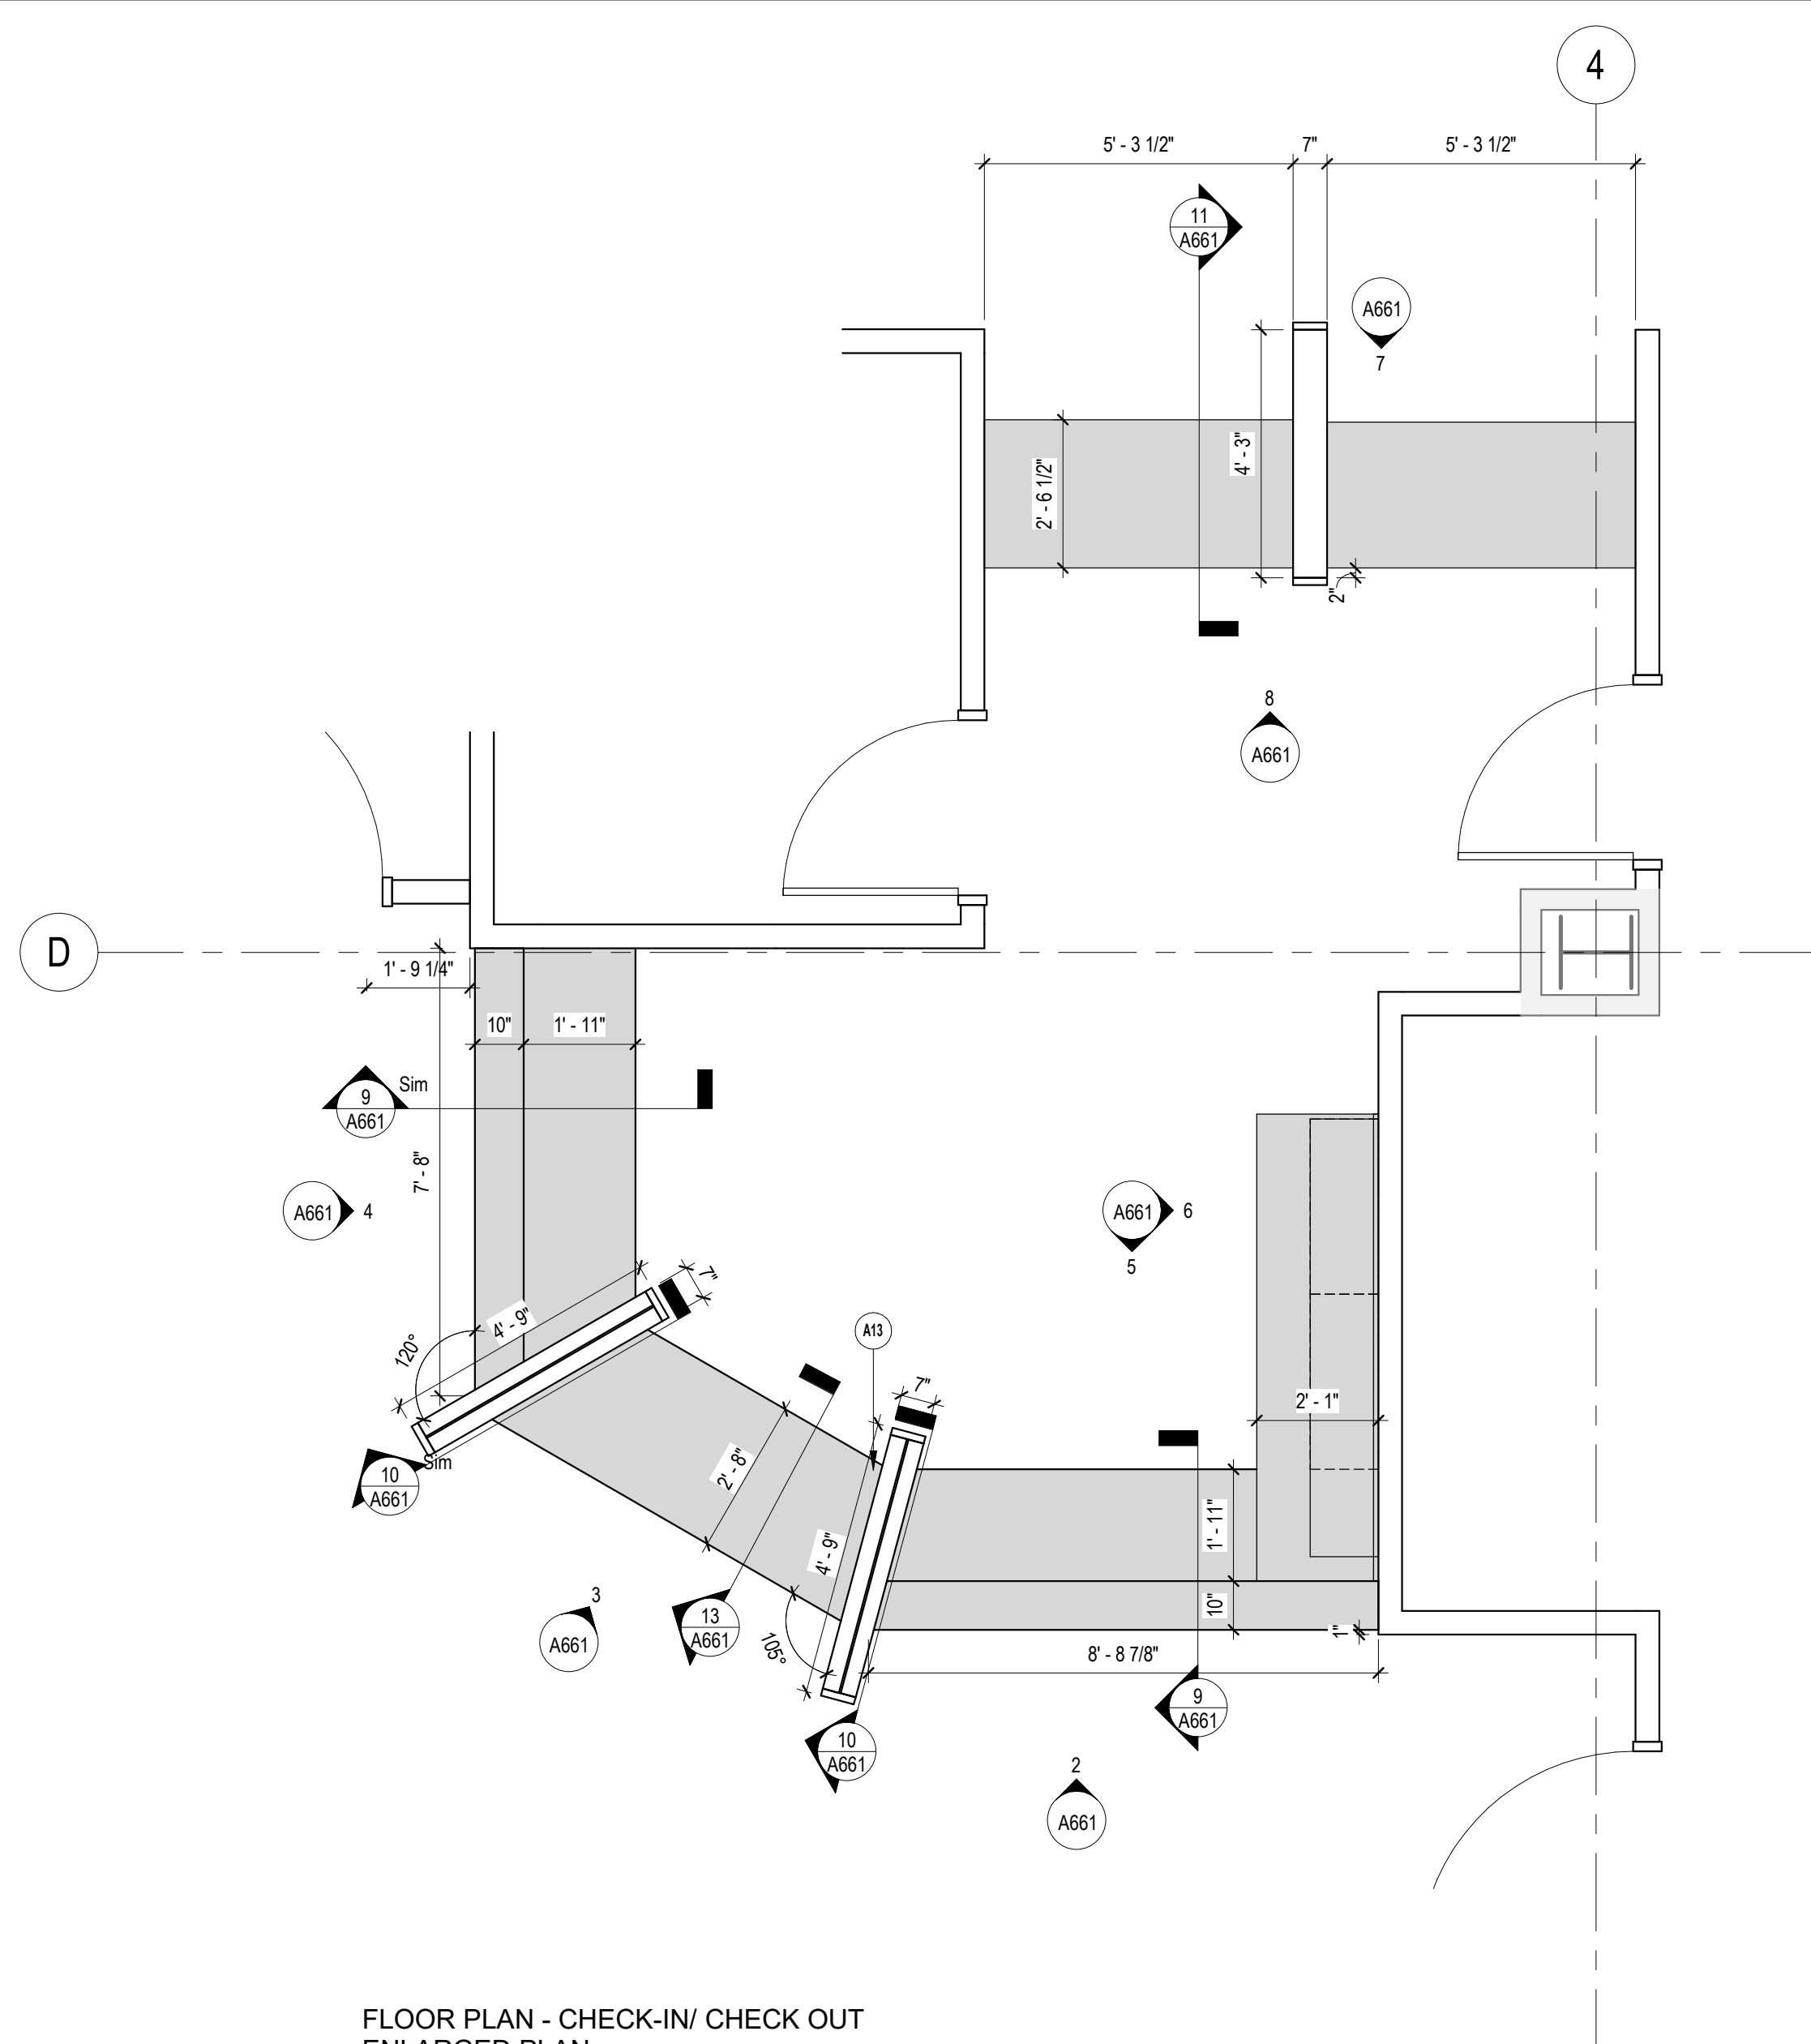 4
5' - 3 1/2"
7"
5' - 3 1/2"
11
A661
A661
7
4' - 3"
2' - 6 1/2"
2"
8
A661
D
1' - 9 1/4"
10"
1' - 11"
Sim
9
A661
7' - 8"
A661
4
A661
6
5
7"
4' - 9"
120°
A13
7"
2' - 1"
Sim
10
A661
2' - 8"
1' - 11"
4' - 9"
3
A661
13
A661
10"
1"
105°
8' - 8 7/8"
9
A661
10
A661
2
A661
FLOOR PLAN - CHECK-IN/ CHECK OUT
ENLARGED PLAN